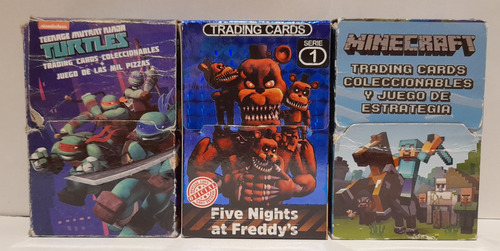 nickelodeon
TEENAGE MUTANT NINJA
TURTLES
TRADING CARDS COLECCIONABLES
JUEGO DE LAS MIL PIZZAS
TRADING CARDS
SERIE
1
Five Nights
at Freddy's
MINECRAFT
TRADING CARDS
COLECCIONABLES
Y JUEGO DE
ESTRATEGIA